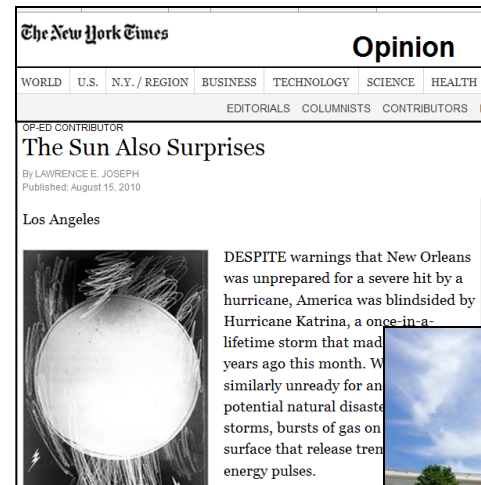 The New York Times
Opinion
WORLD U.S. N.Y. / REGION BUSINESS TECHNOLOGY SCIENCE HEALTH
EDITORIALS COLUMNISTS CONTRIBUTORS
OP-ED CONTRIBUTOR
The Sun Also Surprises
By LAWRENCE E. JOSEPH
Published: August 15, 2010
Los Angeles
DESPITE warnings that New Orleans
was unprepared for a severe hit by a
hurricane, America was blindsided by
Hurricane Katrina, a once-in-a-
lifetime storm that mad
years ago this month. W
similarly unready for an
potential natural disaste
storms, bursts of gas on
surface that release tren
energy pulses.